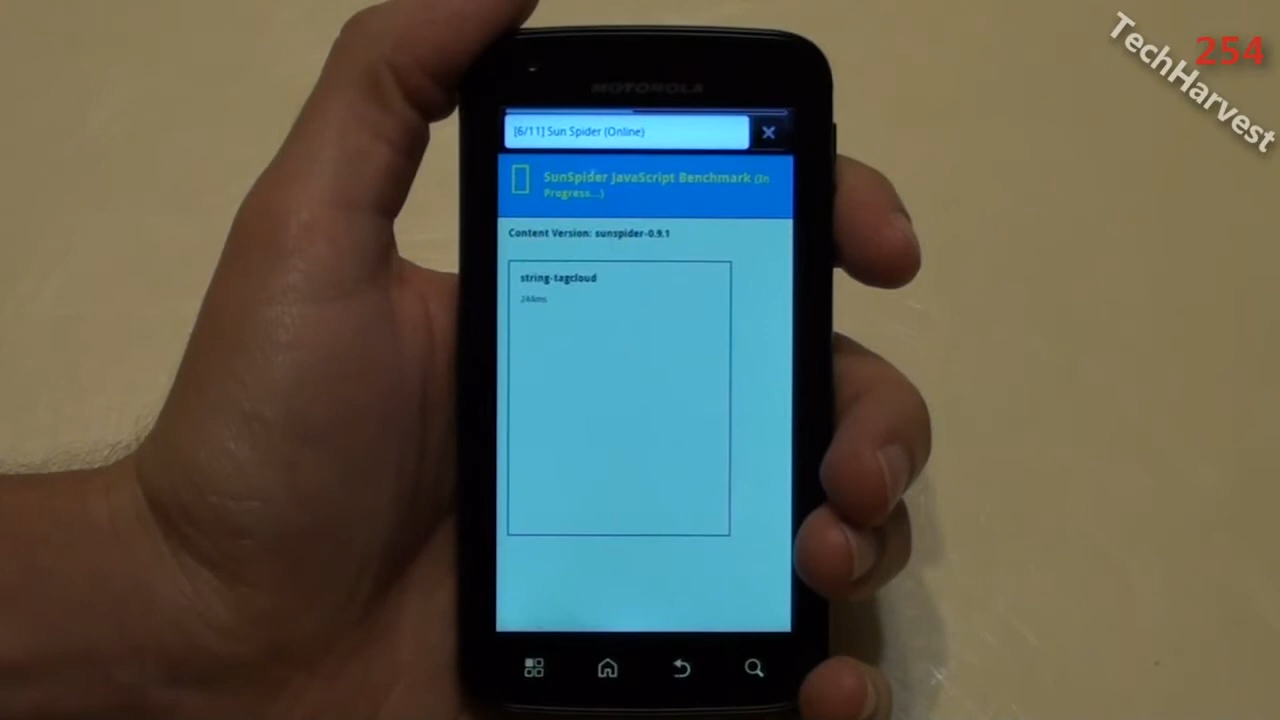 254
TechHarvest
MOTOROLA
[6/11] Sun Spider (Online)
SunSpider JavaScript Benchmark (In
Progress...)
Content Version: sunspider-0.9.1
string-tagcloud